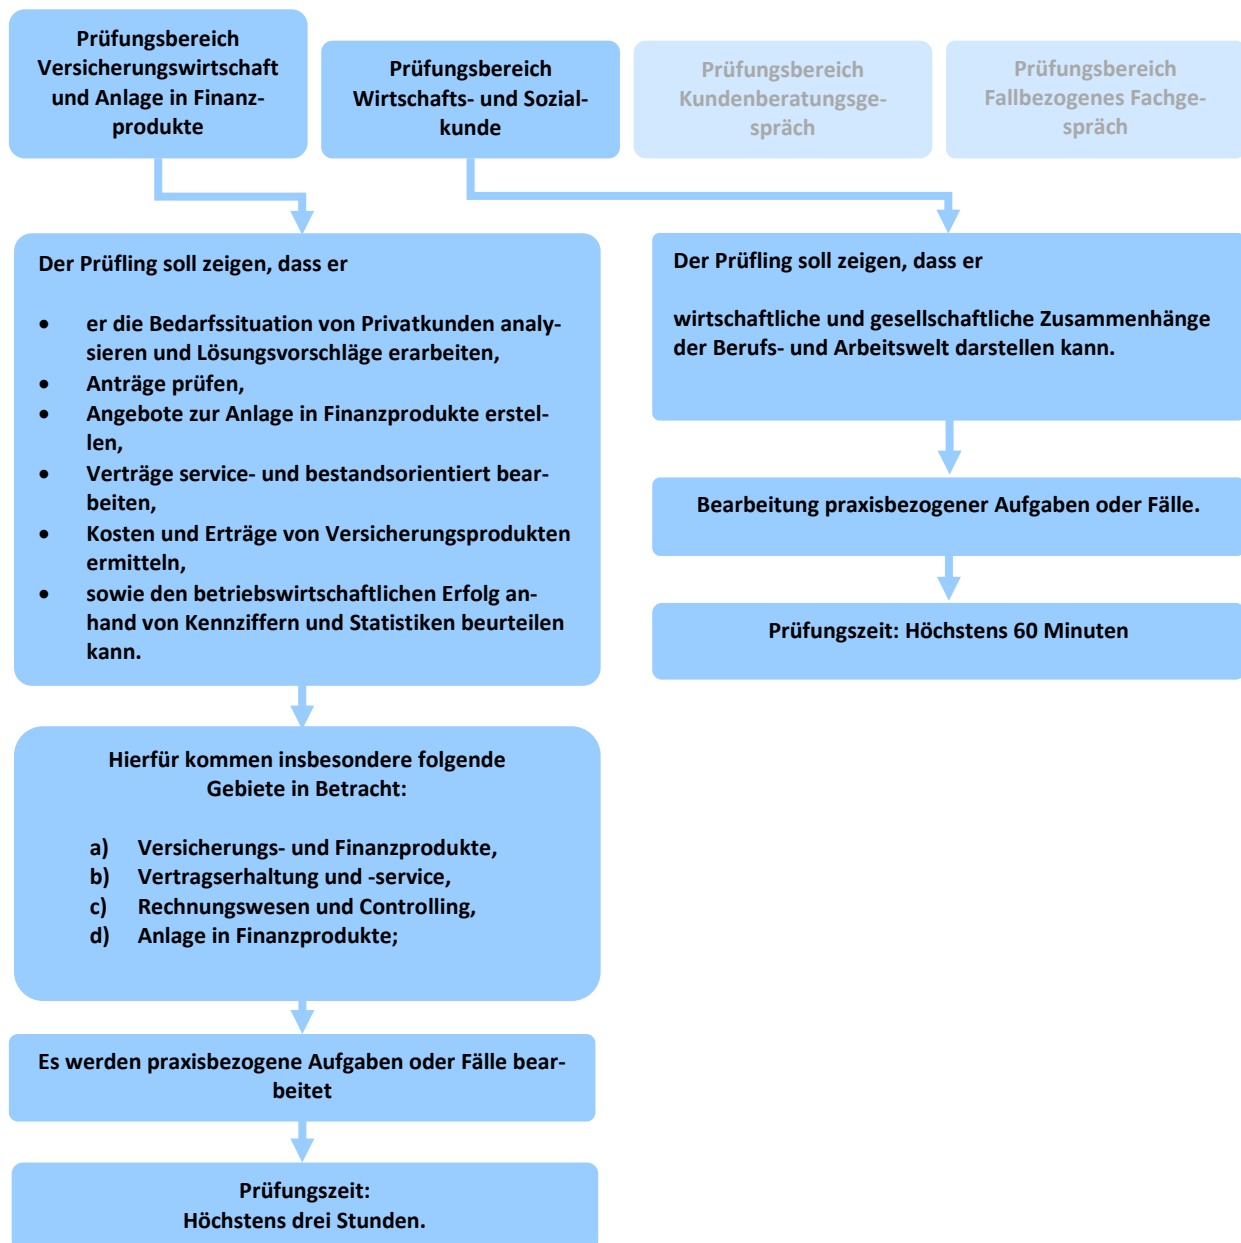 Prüfungsbereich
Versicherungswirtschaft
und Anlage in Finanz-
produkte
Prüfungsbereich
Wirtschafts- und Sozial-
kunde
Prüfungsbereich
Kundenberatungsge-
spräch
Prüfungsbereich
Fallbezogenes Fachge-
spräch
Der Prüfling soll zeigen, dass er
• er die Bedarfssituation von Privatkunden analy-
sieren und Lösungsvorschläge erarbeiten,
• Anträge prüfen,
• Angebote zur Anlage in Finanzprodukte erstel-
len,
• Verträge service- und bestandsorientiert bear-
beiten,
• Kosten und Erträge von Versicherungsprodukten
ermitteln,
• sowie den betriebswirtschaftlichen Erfolg an-
hand von Kennziffern und Statistiken beurteilen
kann.
Hierfür kommen insbesondere folgende
Gebiete in Betracht:
a) Versicherungs- und Finanzprodukte,
b) Vertragserhaltung und -service,
c) Rechnungswesen und Controlling,
d) Anlage in Finanzprodukte;
Es werden praxisbezogene Aufgaben oder Fälle bear-
beitet
Prüfungszeit:
Höchstens drei Stunden.
Der Prüfling soll zeigen, dass er
wirtschaftliche und gesellschaftliche Zusammenhänge
der Berufs- und Arbeitswelt darstellen kann.
Bearbeitung praxisbezogener Aufgaben oder Fälle.
Prüfungszeit: Höchstens 60 Minuten